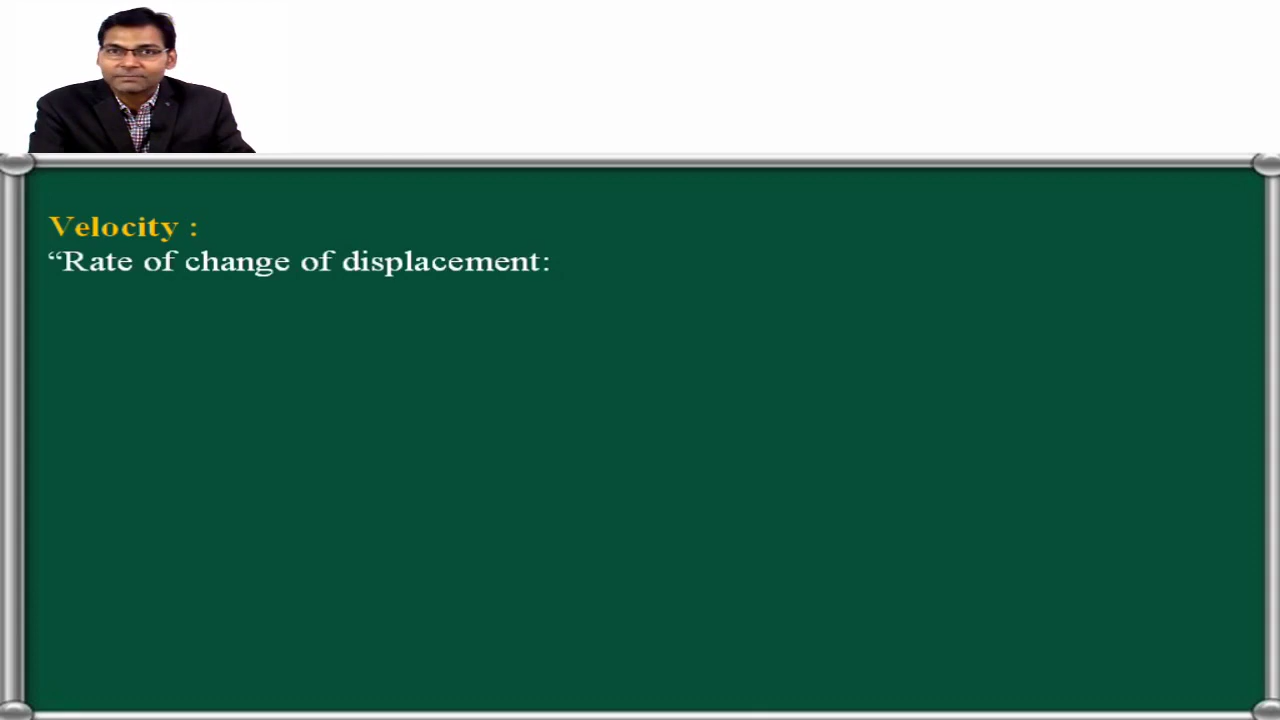 Velocity :
“Rate of change of displacement: